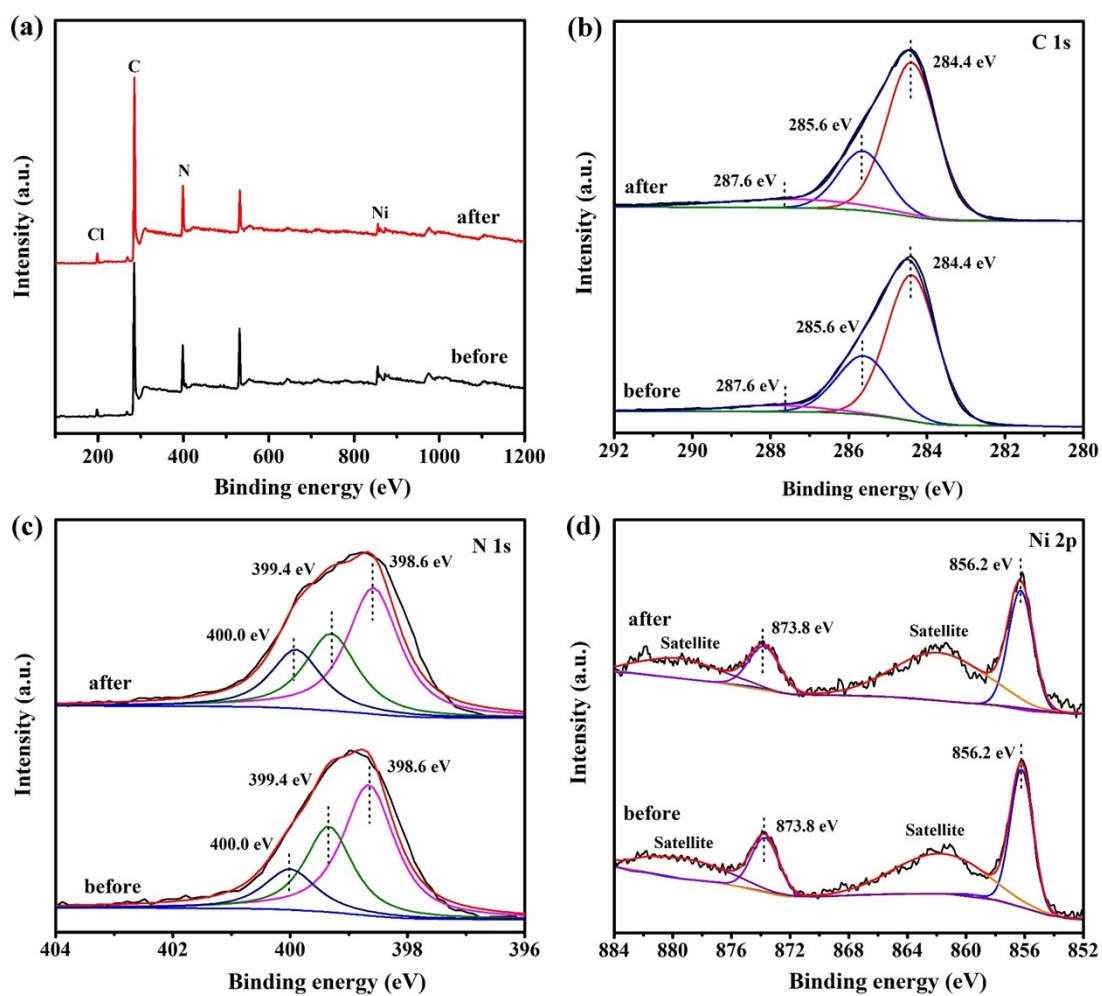 (a)
Intensity (a.u.)
C
N
Cl
Ni
after
before
200 400 600 800 1000 1200
Binding energy (eV)
(b)
C 1s
Intensity (a.u.)
284.4 eV
285.6 eV
287.6 eV
after
284.4 eV
285.6 eV
287.6 eV
before
292 290 288 286 284 282 280
Binding energy (eV)
(c)
N 1s
Intensity (a.u.)
399.4 eV
398.6 eV
400.0 eV
after
399.4 eV
398.6 eV
400.0 eV
before
404 402 400 398 396
Binding energy (eV)
(d)
Ni 2p
Intensity (a.u.)
856.2 eV
after
873.8 eV
Satellite
Satellite
856.2 eV
before
873.8 eV
Satellite
Satellite
884 880 876 872 868 864 860 856 852
Binding energy (eV)